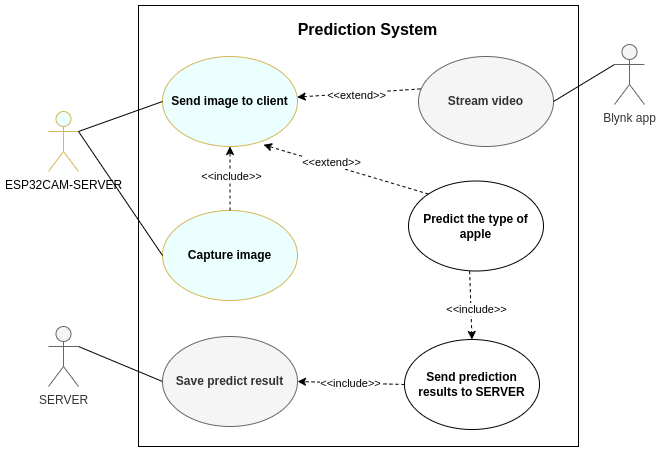 Prediction System
Send image to client
<<extend>>
Stream video
Blynk app
ESP32CAM-SERVER
<<include>>
<<extend>>
Predict the type of
apple
Capture image
<<include>>
SERVER
Save predict result
<<include>>
Send prediction
results to SERVER